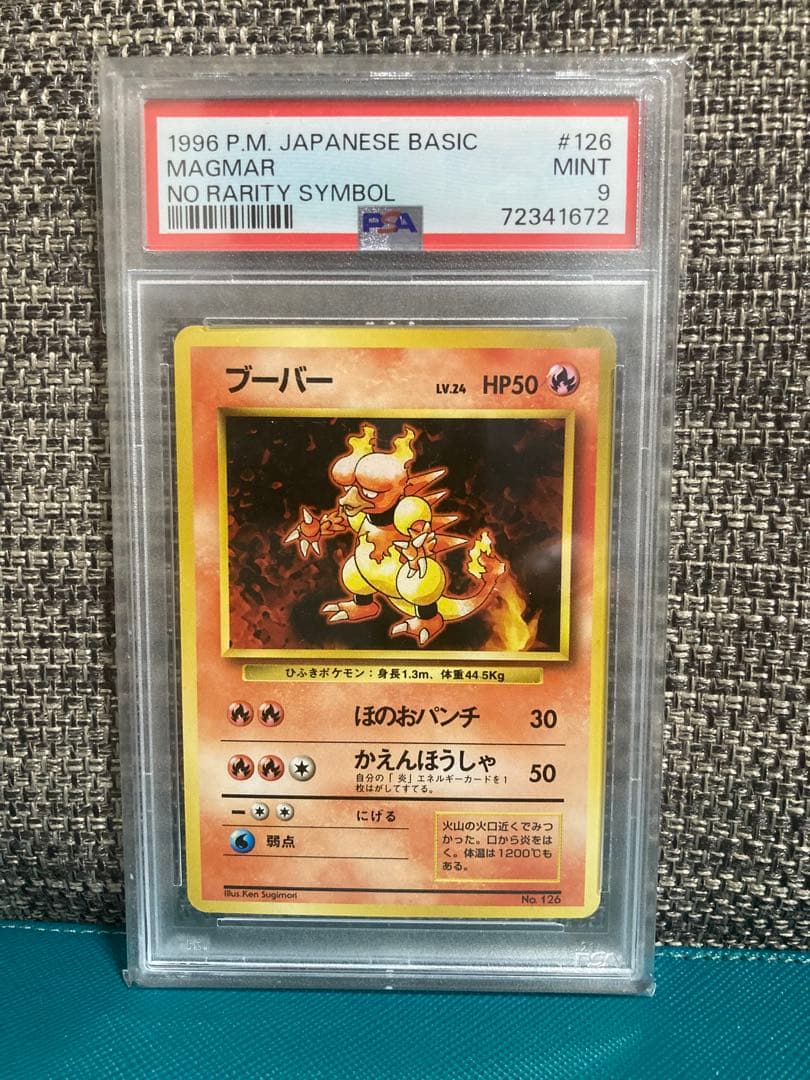 1996 P.M. JAPANESE BASIC #126
MAGMAR MINT
NO RARITY SYMBOL 9
PSA 72341672
ブーバー LV.24 HP50
ひふきポケモン：身長1.3m、体重44.5Kg
ほのおパンチ 30
かえんほうしゃ 50
自分の「炎」エネルギーカードを1
枚はがしてすてる。
にげる
弱点
火山の火口近くでみつ
かった。口から炎をは
く。体温は1200℃も
ある。
Illus.Ken Sugimori No. 126
PSA